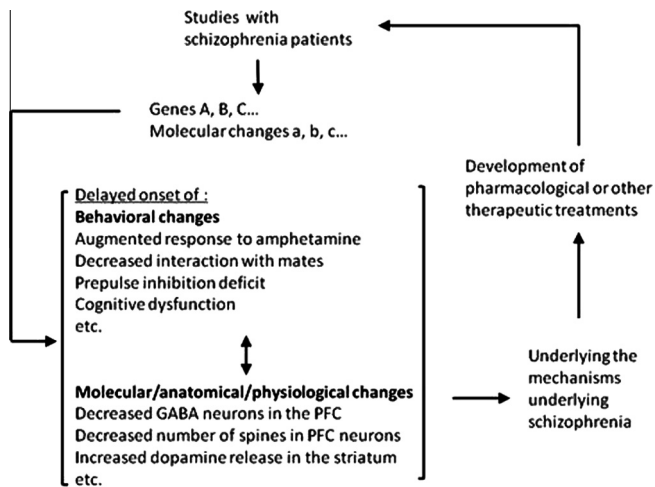 Studies with
schizophrenia patients
Genes A, B, C...
Molecular changes a, b, c...
Delayed onset of :
Behavioral changes
Augmented response to amphetamine
Decreased interaction with mates
Prepulse inhibition deficit
Cognitive dysfunction
etc.
Molecular/anatomical/physiological changes
Decreased GABA neurons in the PFC
Decreased number of spines in PFC neurons
Increased dopamine release in the striatum
etc.
Underlying the
mechanisms
underlying
schizophrenia
Development of
pharmacological or other
therapeutic treatments